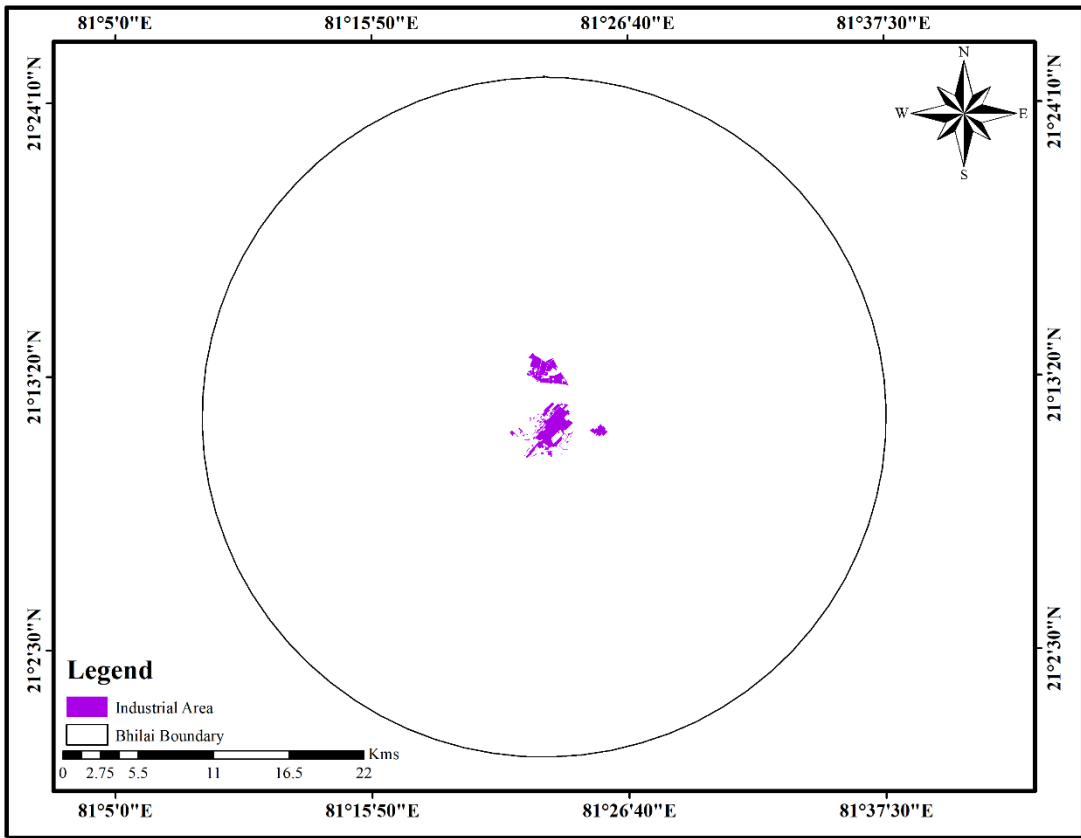 81°5'0"E 81°15'50"E 81°26'40"E 81°37'30"E
N
W E
S
21°24'10"N 21°24'10"N
21°13'20"N 21°13'20"N
21°2'30"N 21°2'30"N
Legend
Industrial Area
Bhilai Boundary
Kms
0 2.75 5.5 11 16.5 22
81°5'0"E 81°15'50"E 81°26'40"E 81°37'30"E